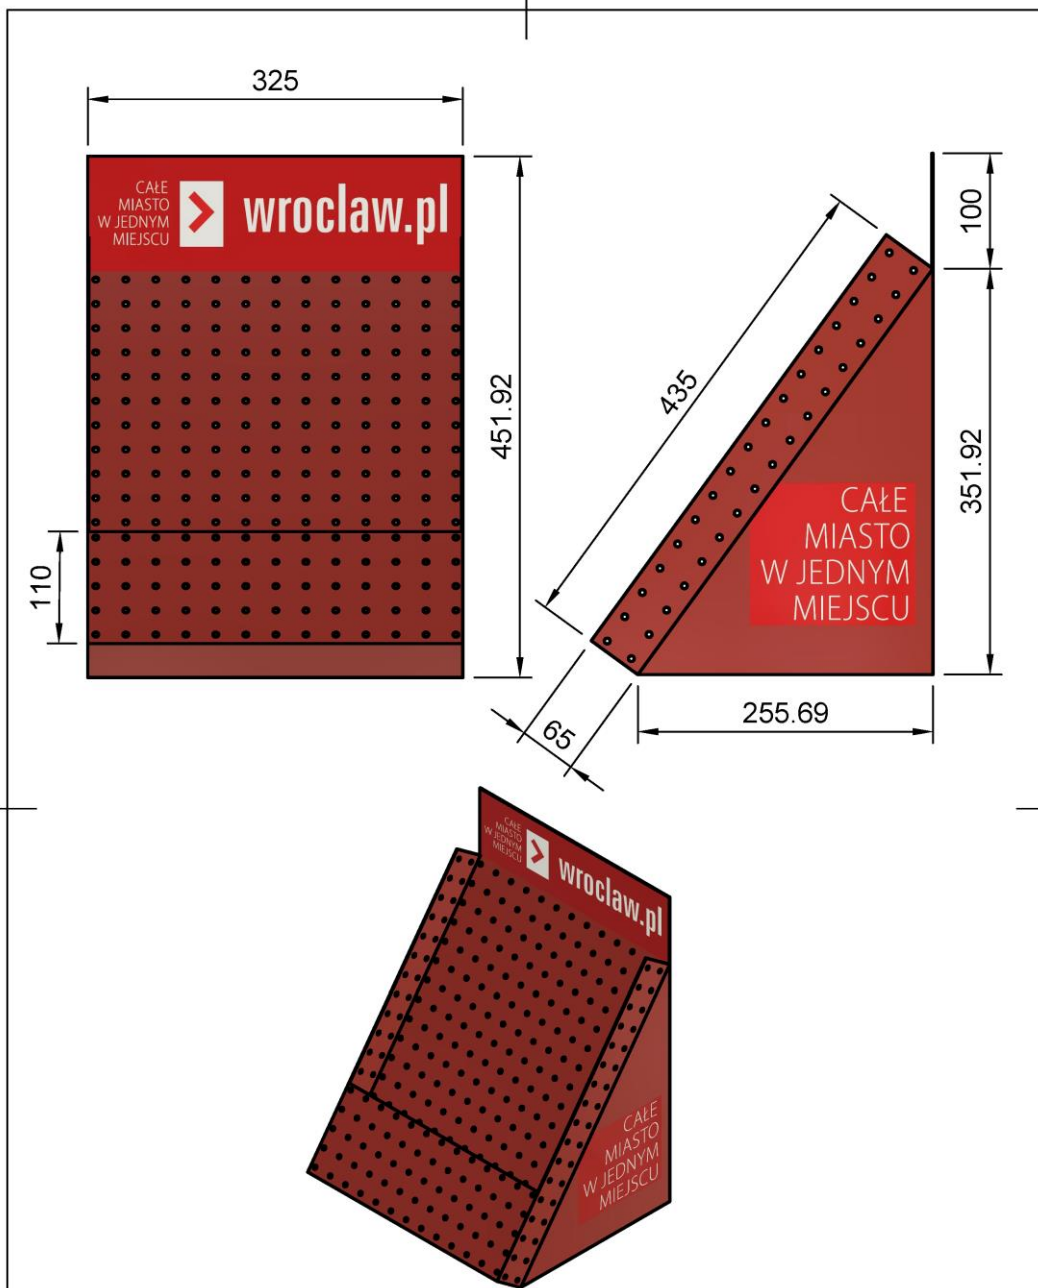 325
CAŁE
MIASTO
W JEDNYM
MIEJSCU
wroclaw.pl
451.92
110
100
435
351.92
CAŁE
MIASTO
W JEDNYM
MIEJSCU
65
255.69
CAŁE
MIASTO
W JEDNYM
MIEJSCU
wroclaw.pl
CAŁE
MIASTO
W JEDNYM
MIEJSCU